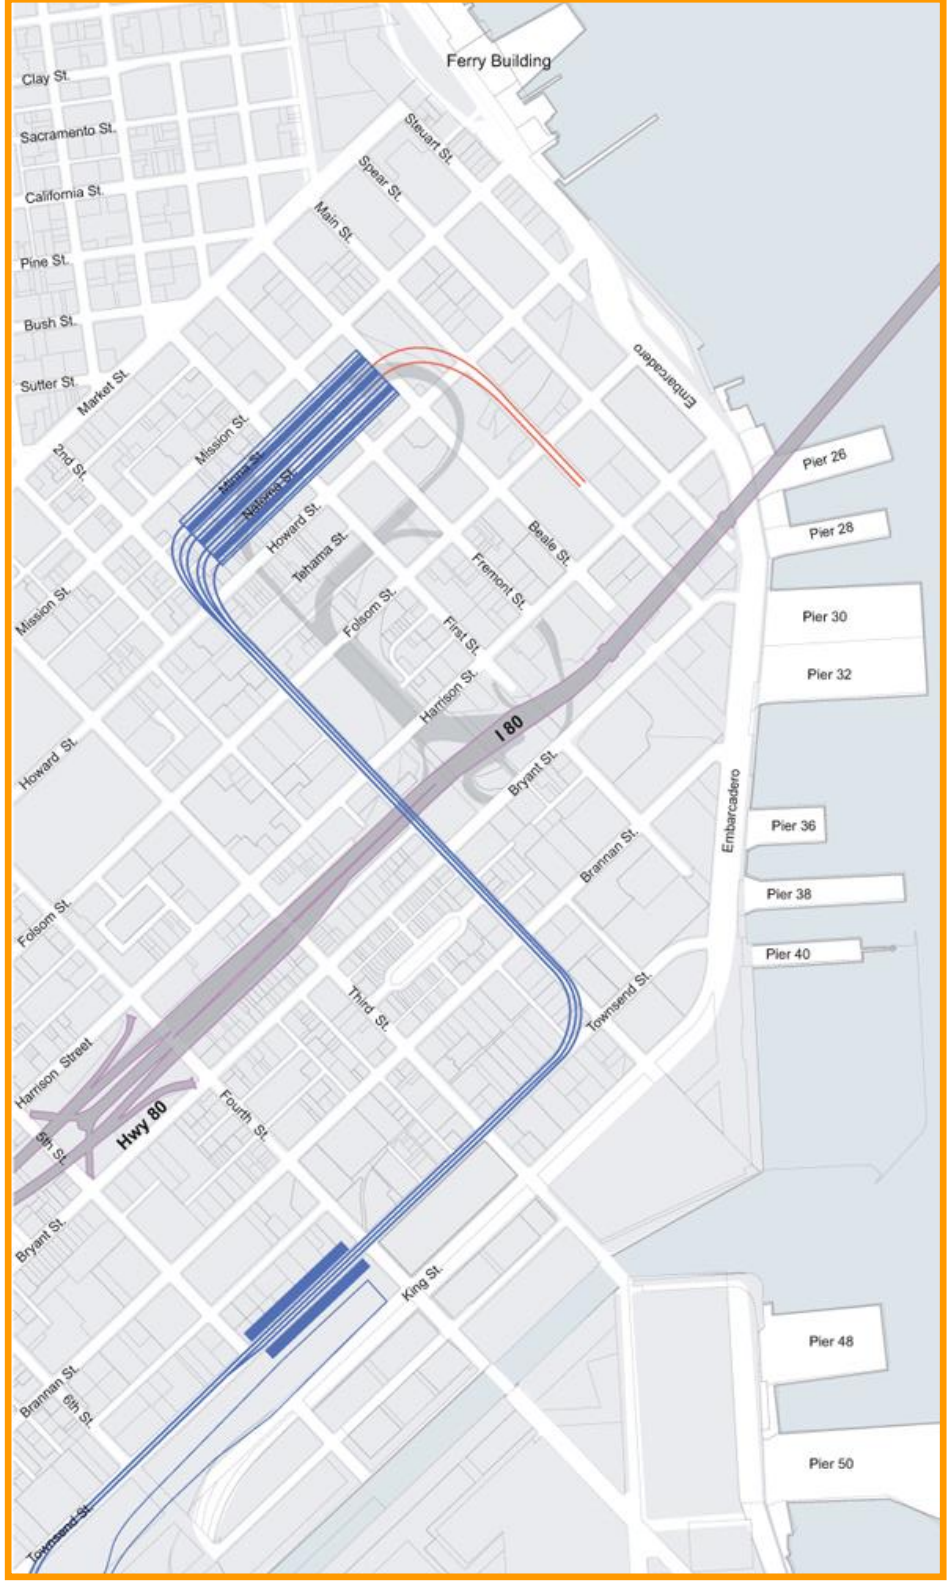 Ferry Building
Clay St.
Steuart St.
Sacramento St.
Spear St.
California St.
Main St.
Pine St.
Bush St.
Embarcadero
Sutter St.
Market St.
Mission St.
2nd St.
Minna St.
Natoma St.
Pier 26
Howard St.
Pier 28
Beale St.
Tehama St.
Fremont St.
Mission St.
Folsom St.
Pier 30
First St.
Pier 32
Harrison St.
I 80
Howard St.
Bryant St.
Embarcadero
Pier 36
Brannan St.
Pier 38
Folsom St.
Pier 40
Third St.
Townsend St.
Harrison Street
Hwy 80
Fourth St.
5th St.
Bryant St.
King St.
Pier 48
Brannan St.
6th St.
Pier 50
Townsend St.